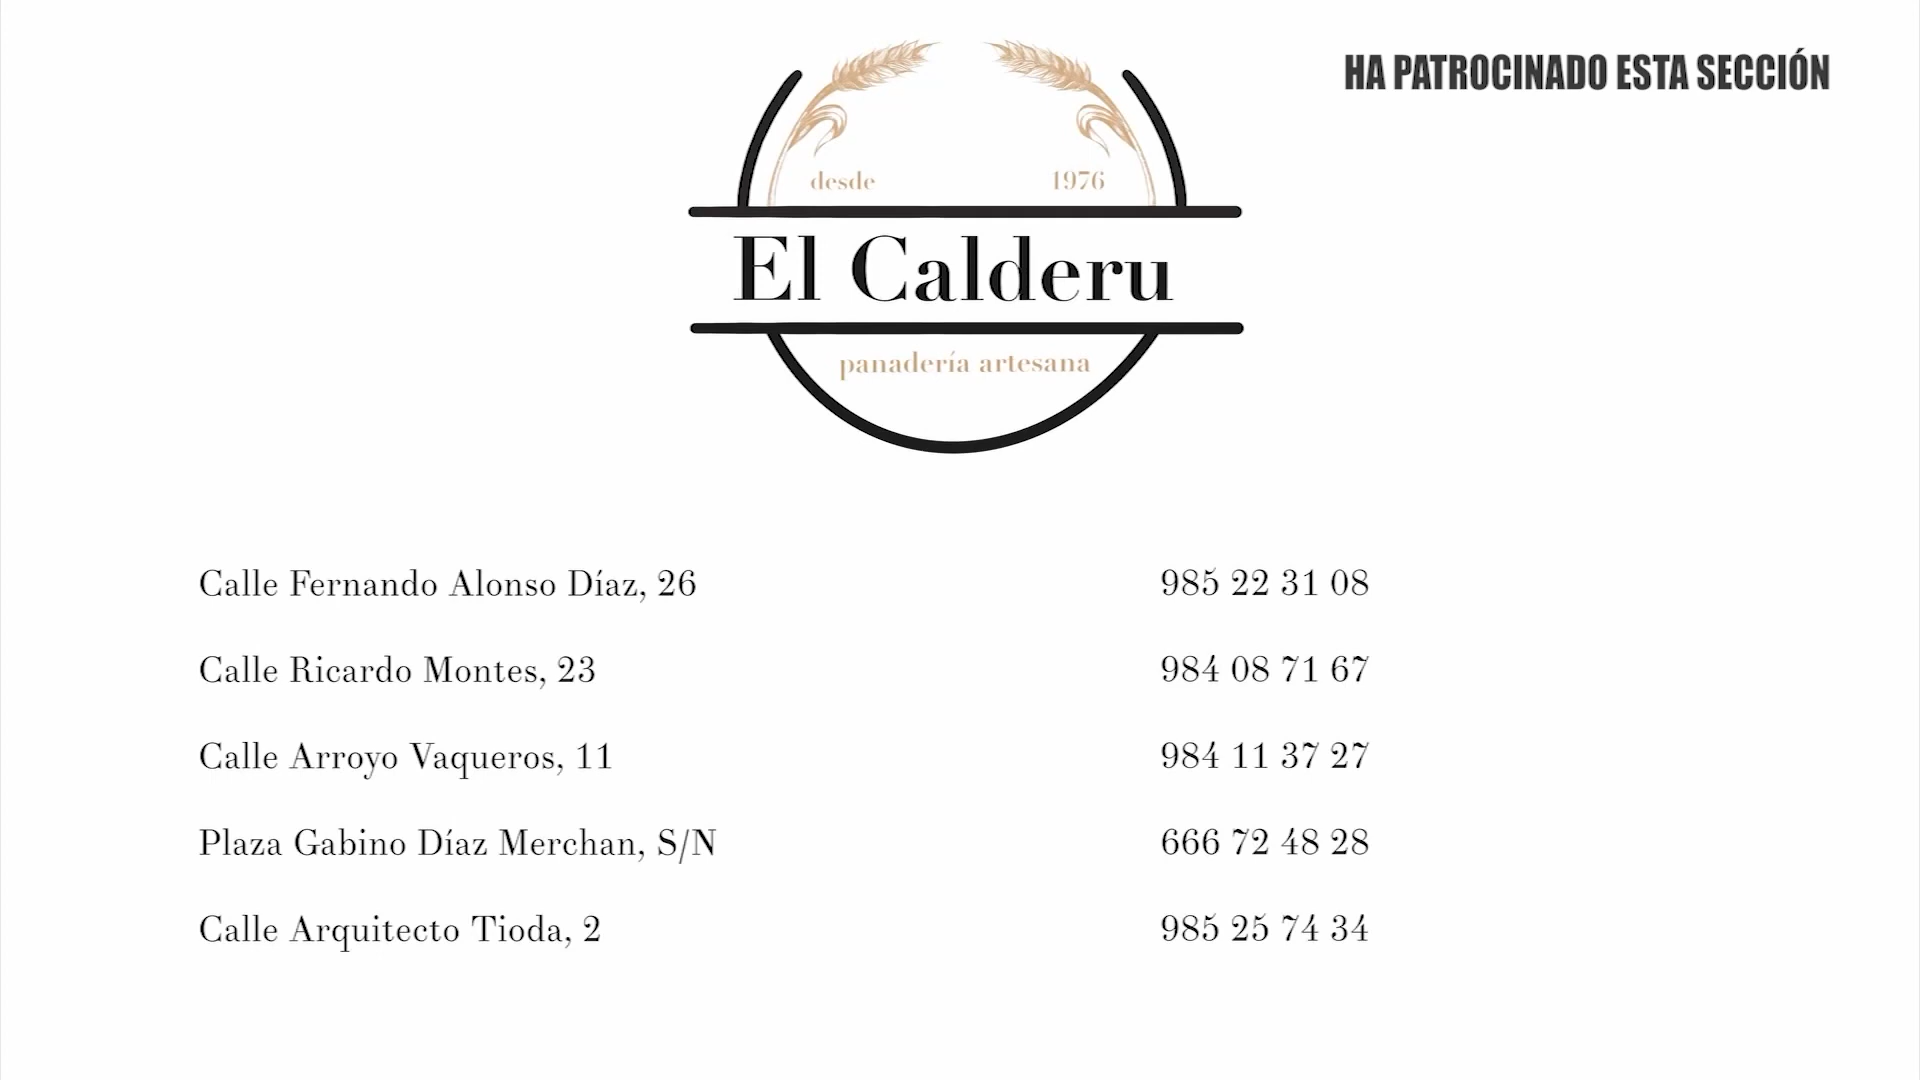 HA PATROCINADO ESTA SECCIÓN
desde 1976
El Calderu
panadería artesana
Calle Fernando Alonso Díaz, 26 985 22 31 08
Calle Ricardo Montes, 23 984 08 71 67
Calle Arroyo Vaqueros, 11 984 11 37 27
Plaza Gabino Díaz Merchan, S/N 666 72 48 28
Calle Arquitecto Tioda, 2 985 25 74 34